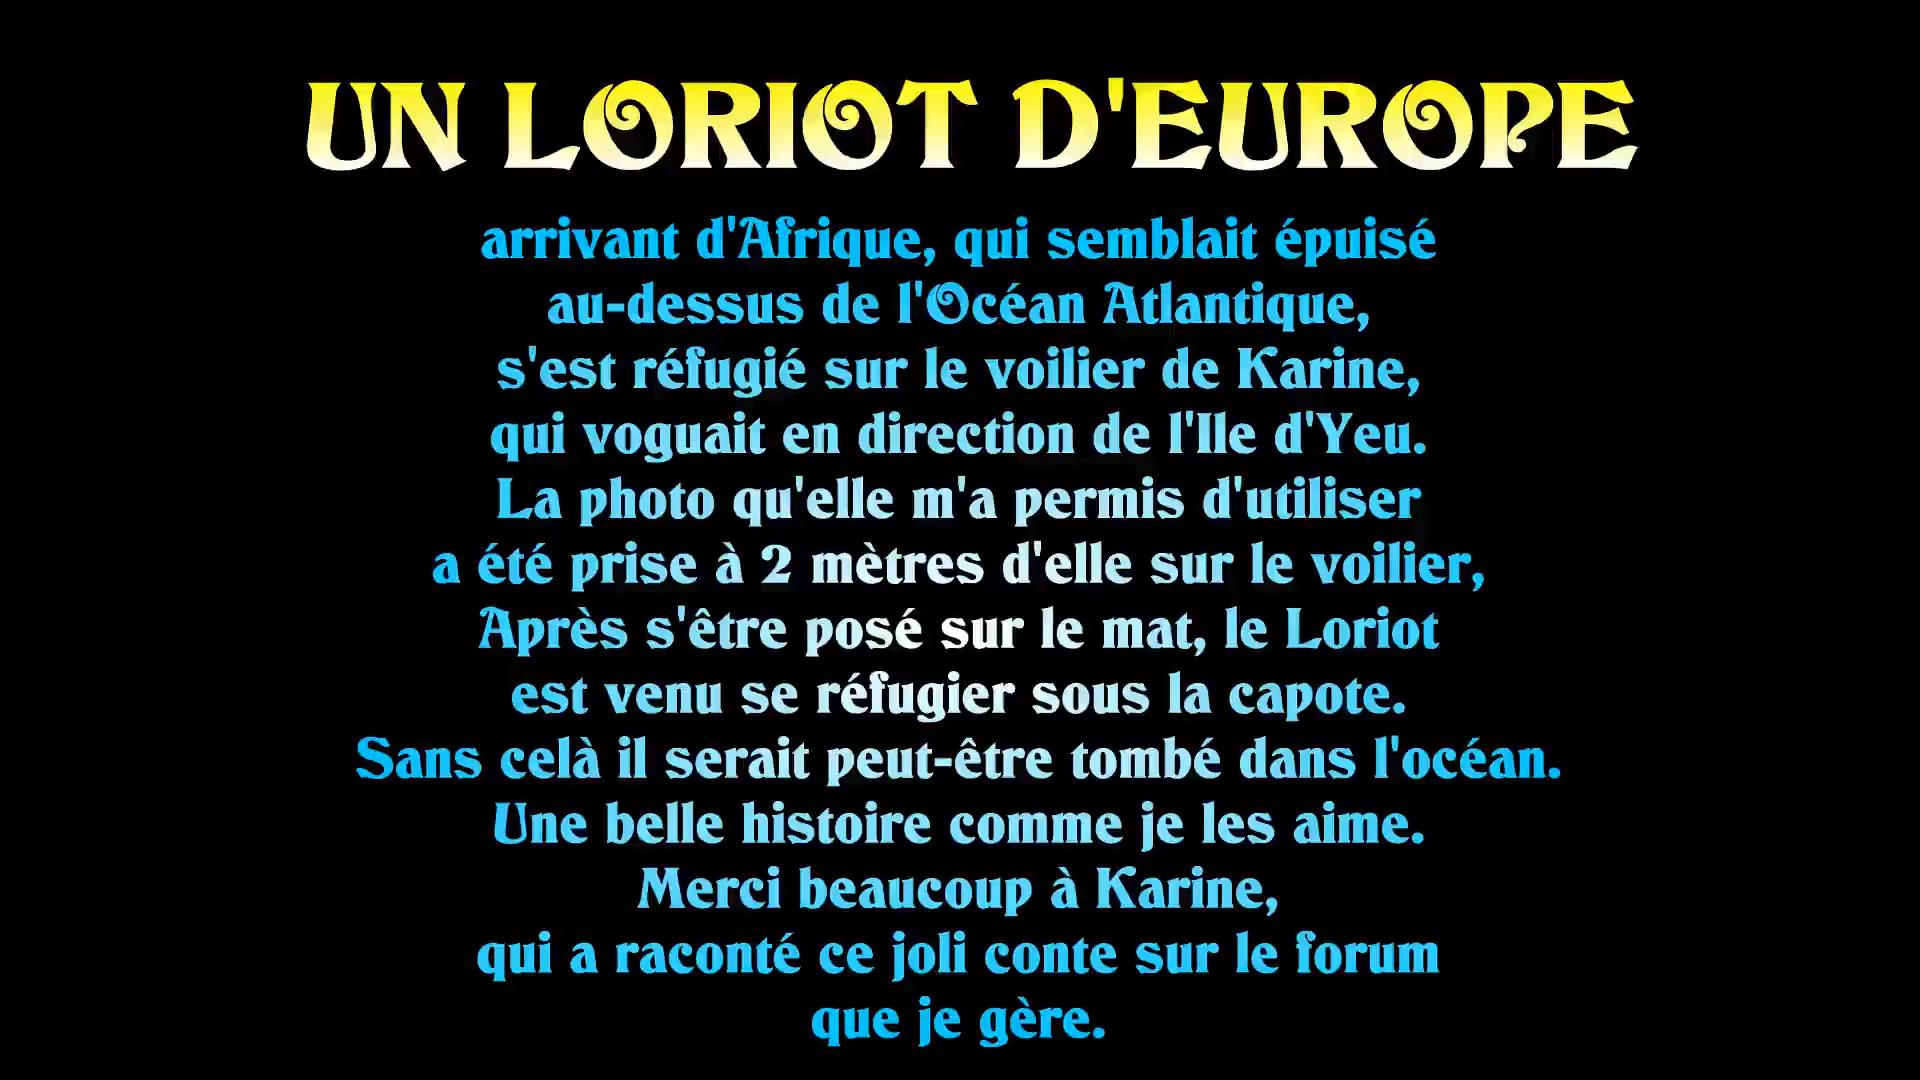 UN LORIOT D'EUROPE
arrivant d'Afrique, qui semblait épuisé
au-dessus de l'Océan Atlantique,
s'est réfugié sur le voilier de Karine,
qui voguait en direction de l'Ile d'Yeu.
La photo qu'elle m'a permis d'utiliser
a été prise à 2 mètres d'elle sur le voilier,
Après s'être posé sur le mat, le Loriot
est venu se réfugier sous la capote.
Sans celà il serait peut-être tombé dans l'océan.
Une belle histoire comme je les aime.
Merci beaucoup à Karine,
qui a raconté ce joli conte sur le forum
que je gère.